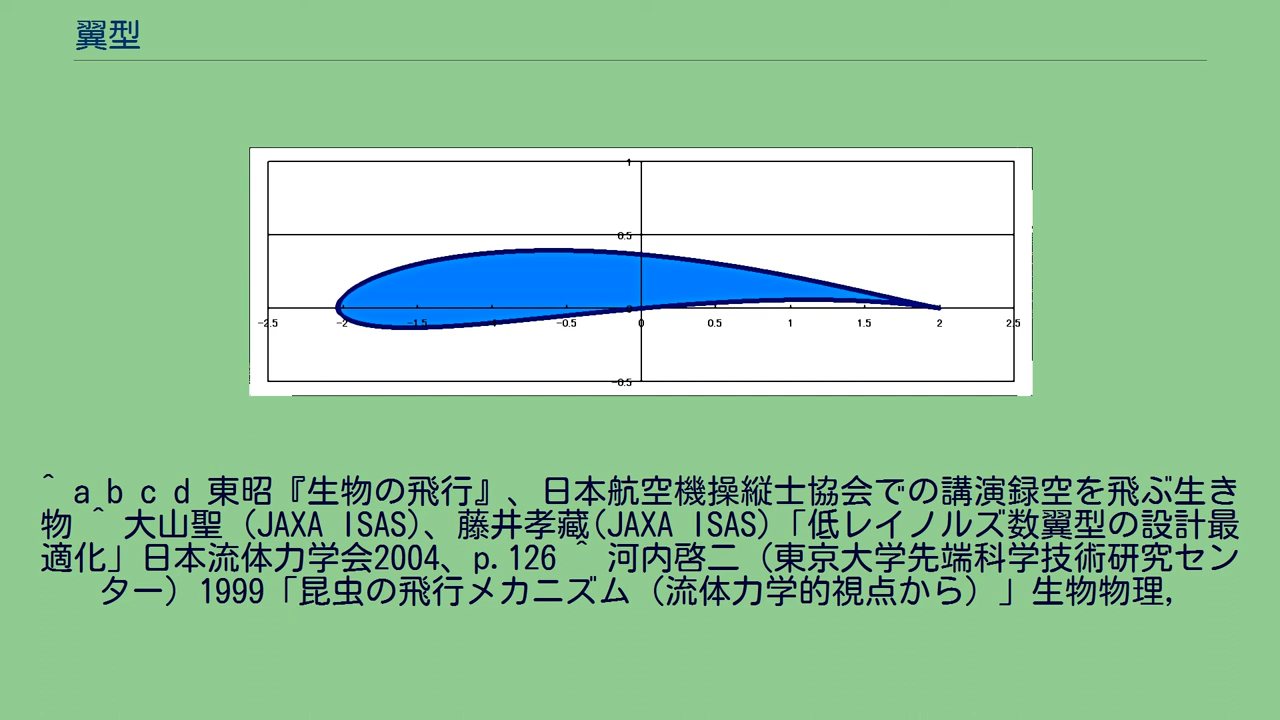 翼型
1
0.5
-2.5 -2 -1.5 -1 -0.5 0 0 0.5 1 1.5 2 2.5
-0.5
^ a b c d 東昭『生物の飛行』、日本航空機操縦士協会での講演録空を飛ぶ生き
物 ^ 大山聖 (JAXA ISAS)、藤井孝藏(JAXA ISAS)「低レイノルズ数翼型の設計最
適化」日本流体力学会2004、p.126 ^ 河内啓二（東京大学先端科学技術研究セン
ター）1999「昆虫の飛行メカニズム（流体力学的視点から）」生物物理,